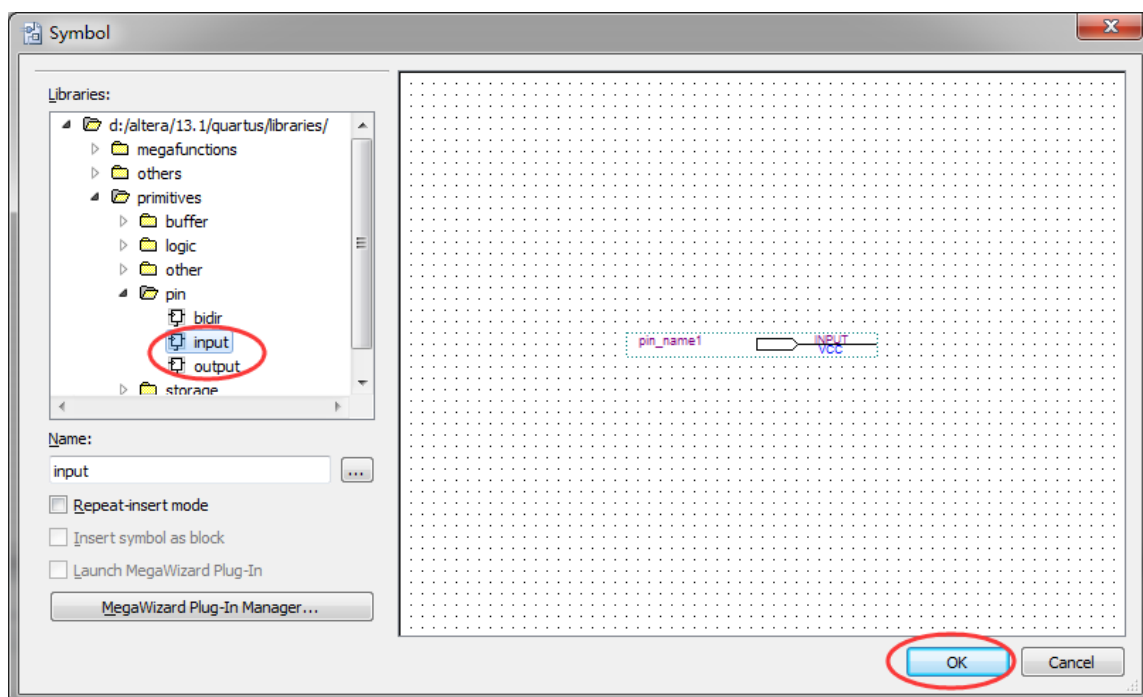 Symbol
Libraries:
d:/altera/13.1/quartus/libraries/
megafunctions
others
primitives
buffer
logic
other
pin
bidir
input
output
storage
pin_name1
INPUT
VCC
Name:
input
...
Repeat-insert mode
Insert symbol as block
Launch MegaWizard Plug-In
MegaWizard Plug-In Manager...
OK
Cancel